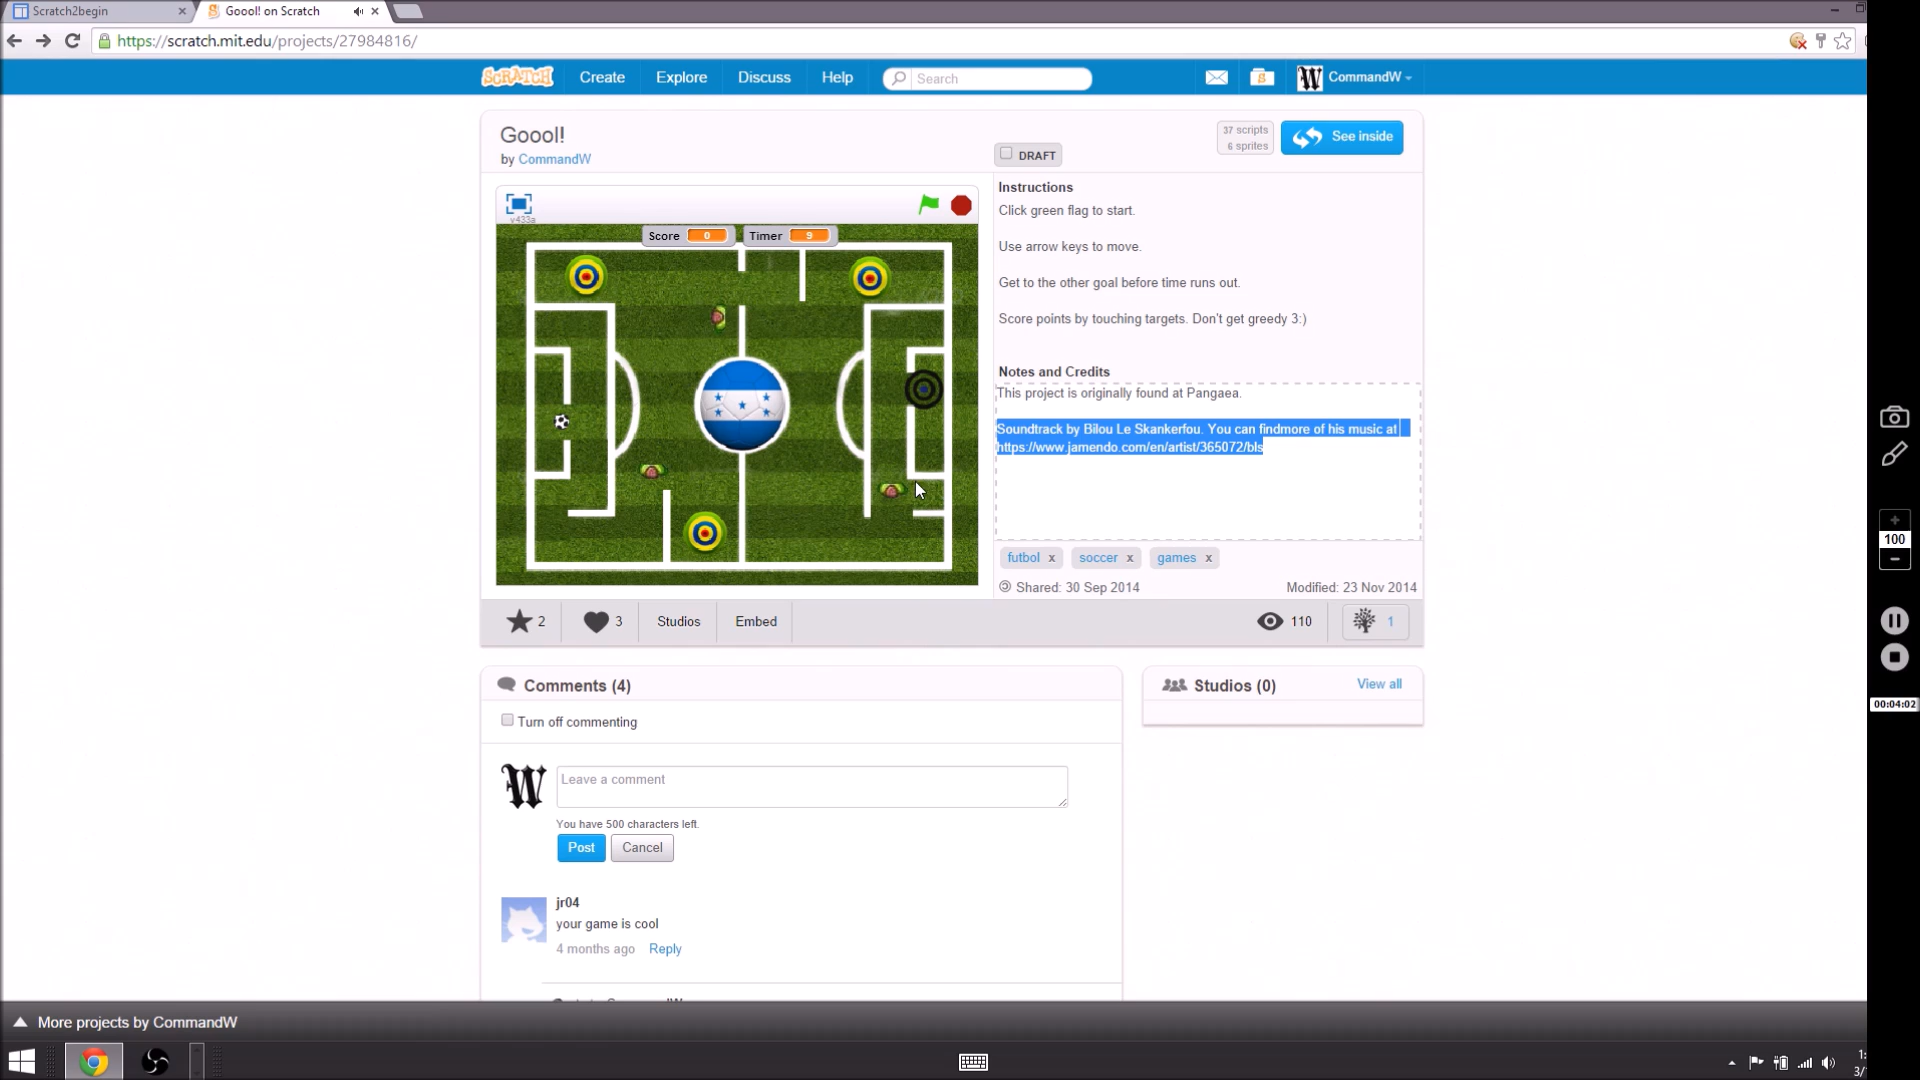 Scratch2begin
Goool! on Scratch
https://scratch.mit.edu/projects/27984816/
SCRATCH
Create
Explore
Discuss
Help
Search
CommandW
Goool!
by CommandW
DRAFT
37 scripts
6 sprites
See inside
v433a
Score 0
Timer 9
Instructions
Click green flag to start.
Use arrow keys to move.
Get to the other goal before time runs out.
Score points by touching targets. Don't get greedy 3:)
Notes and Credits
This project is originally found at Pangaea.
Soundtrack by Bilou Le Skankerfou. You can findmore of his music at
https://www.jamendo.com/en/artist/365072/bls
futbol x
soccer x
games x
Shared: 30 Sep 2014
Modified: 23 Nov 2014
2
3
Studios
Embed
110
1
Comments (4)
Turn off commenting
Leave a comment
You have 500 characters left.
Post
Cancel
jr04
your game is cool
4 months ago
Reply
Studios (0)
View all
100
00:04:02
More projects by CommandW